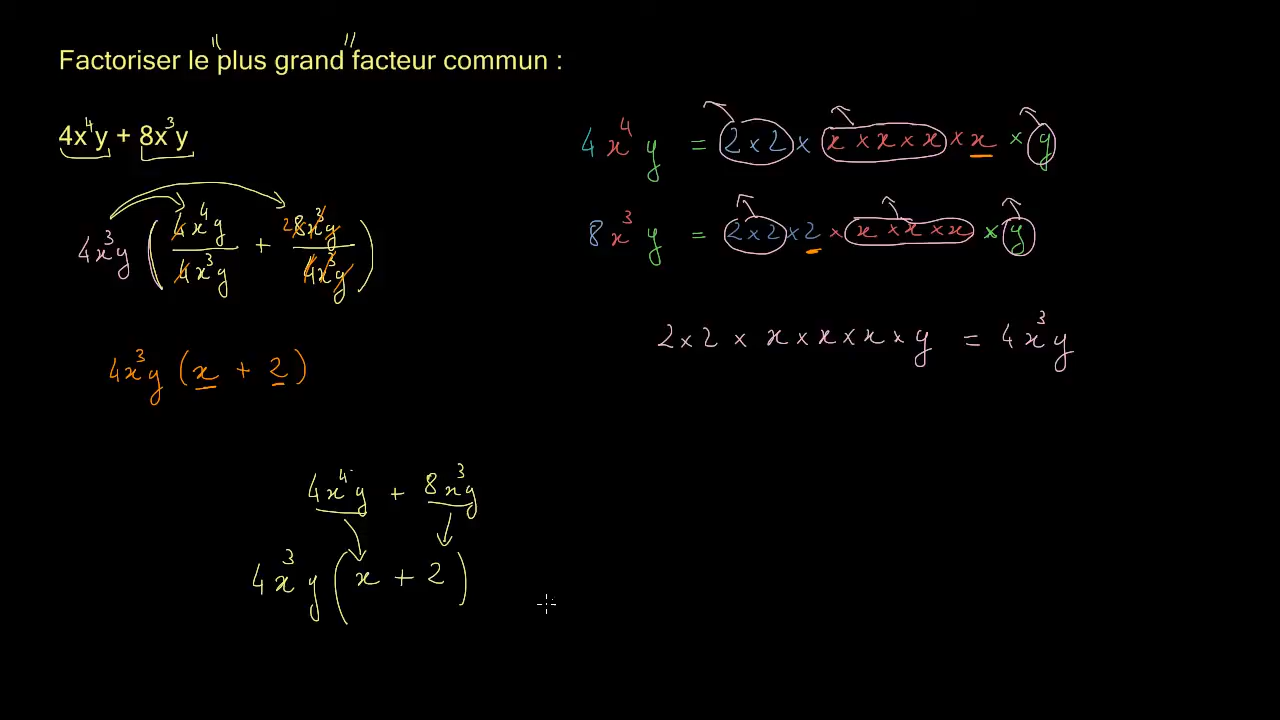 Factoriser le "plus grand" facteur commun :
4x⁴y + 8x³y
4x³y ( 4x⁴y / 4x³y + 2 8x³y / 4x³y )
4x³y (x + 2)
4x⁴y + 8x³y
4x³y (x + 2)
4x⁴y = 2 × 2 × x × x × x × x × y
8x³y = 2 × 2 × 2 × x × x × x × y
2 × 2 × x × x × x × y = 4x³y